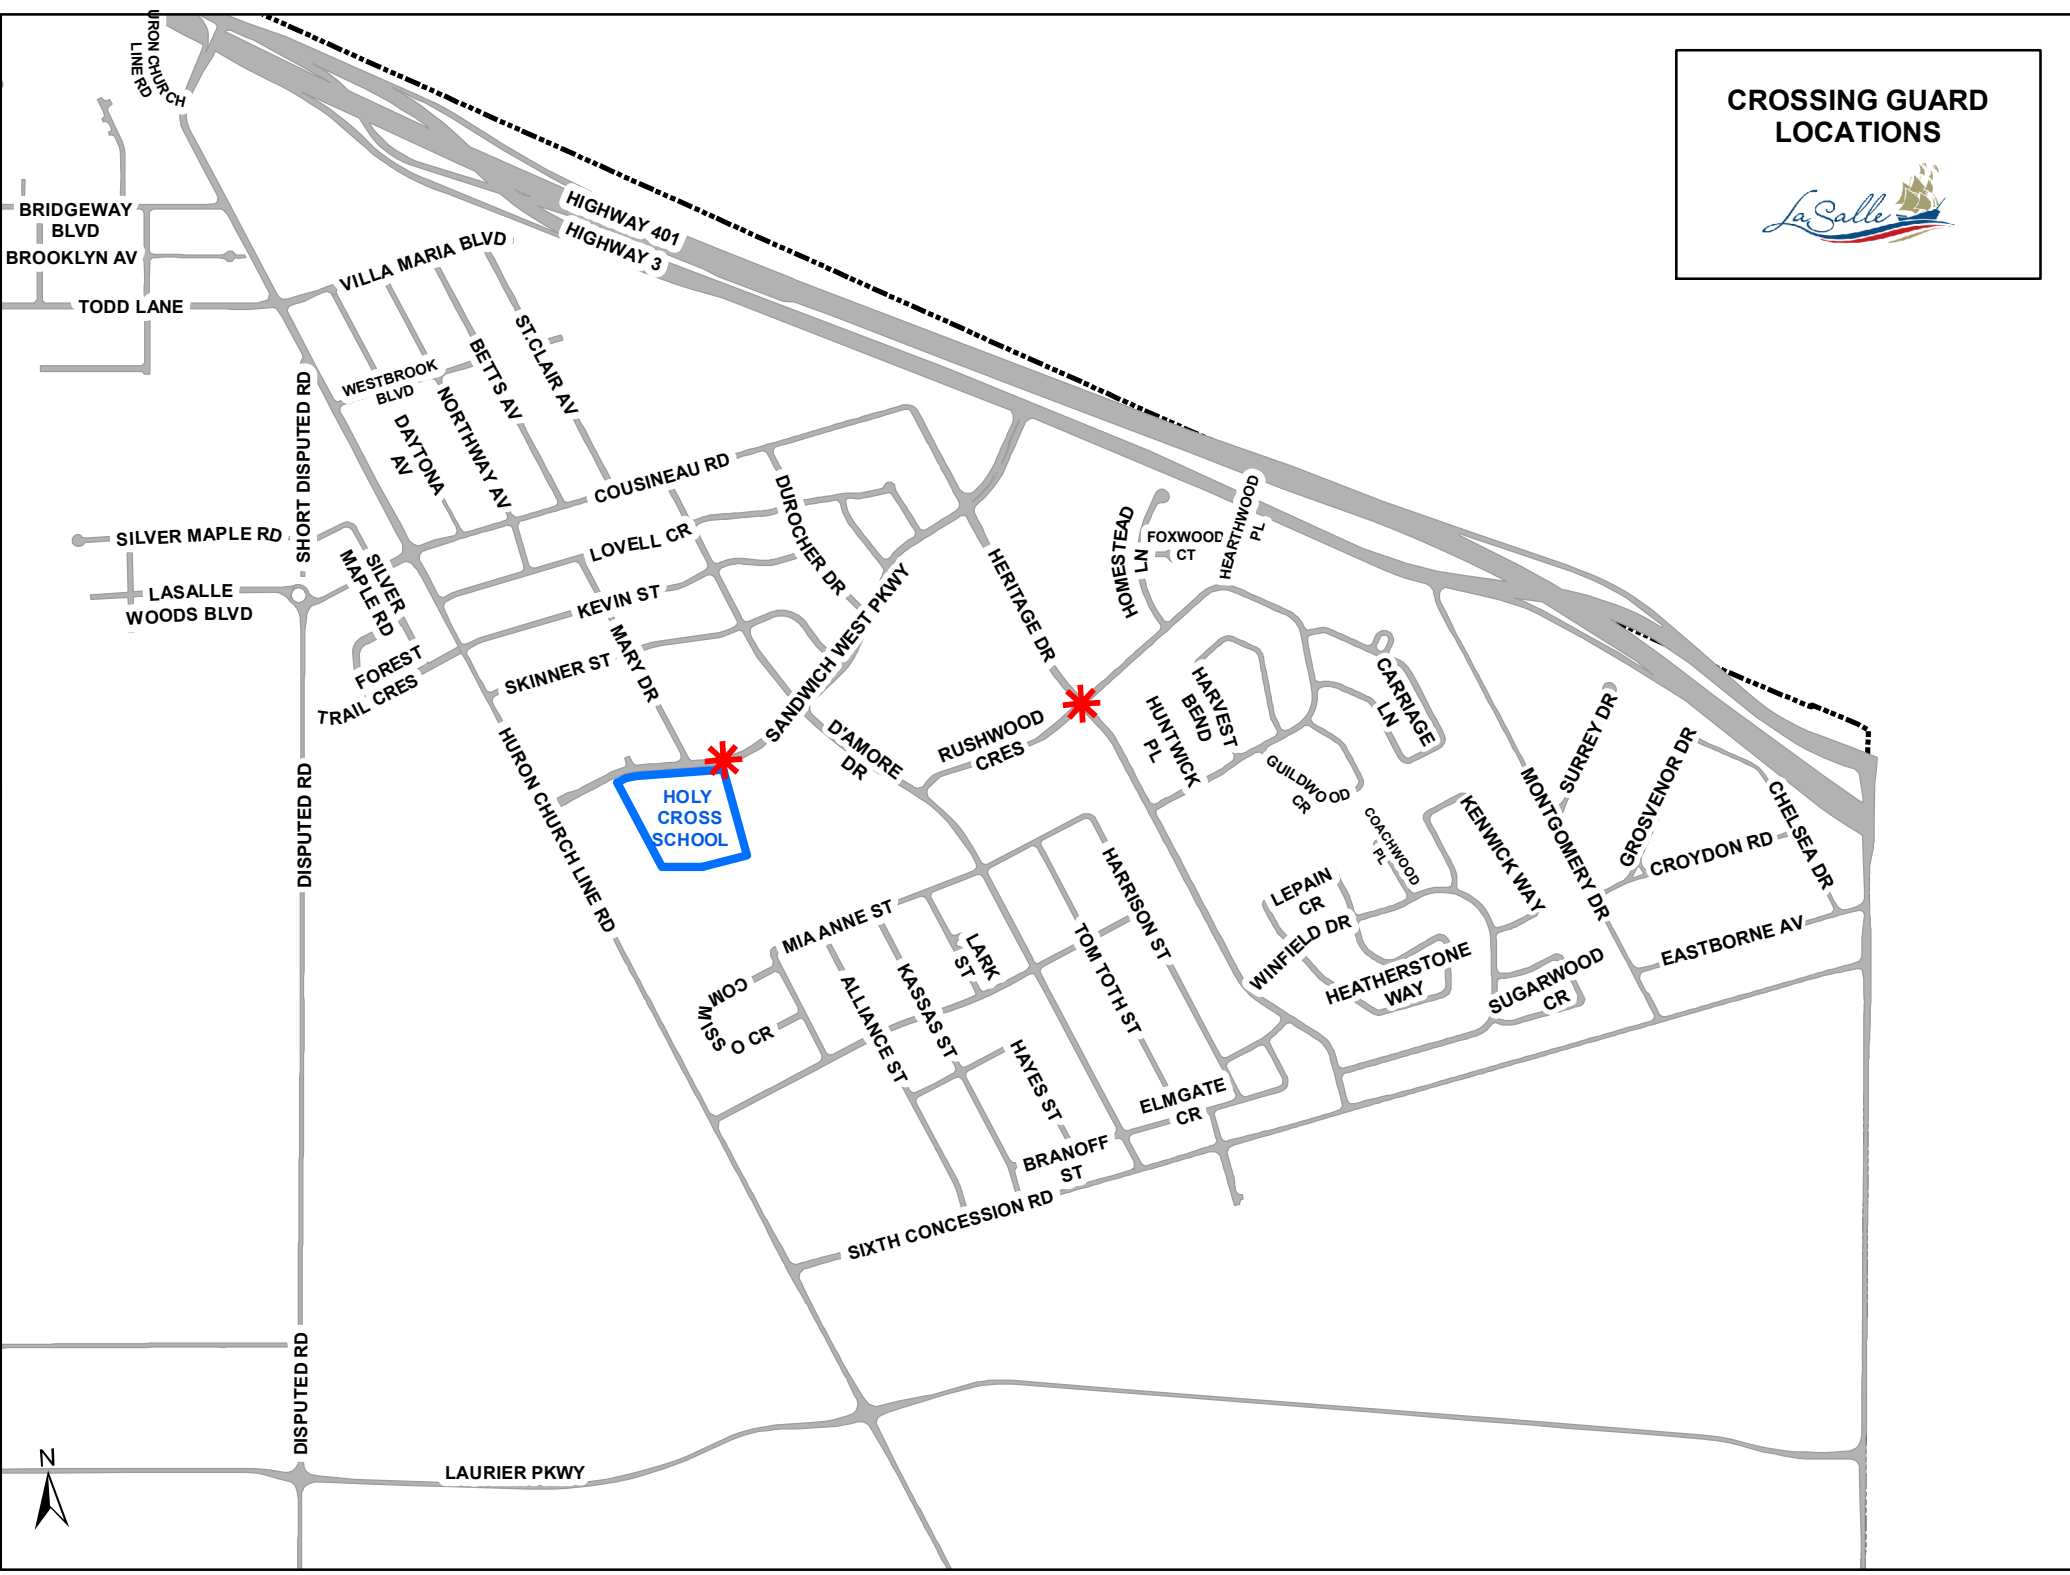 CROSSING GUARD
LOCATIONS
LaSalle
URON CHURCH
LINE RD
BRIDGEWAY
BLVD
BROOKLYN AV
TODD LANE
VILLA MARIA BLVD
HIGHWAY 401
HIGHWAY 3
ST.CLAIR AV
BETTS AV
WESTBROOK
BLVD
NORTHWAY AV
DAYTONA
AV
SHORT DISPUTED RD
COUSINEAU RD
DUROCHER DR
LOVELL CR
SILVER MAPLE RD
SILVER
MAPLE RD
LASALLE
WOODS BLVD
KEVIN ST
MARY DR
SKINNER ST
FOREST
TRAIL CRES
SANDWICH WEST PKWY
HERITAGE DR
HOMESTEAD
LN
FOXWOOD
CT
HEARTHWOOD
PL
HARVEST
BEND
HUNTWICK
PL
CARRIAGE
LN
RUSHWOOD
CRES
D'AMORE
DR
GUILDWOOD
CR
COACHWOOD
PL
KENWICK WAY
MONTGOMERY DR
SURREY DR
GROSVENOR DR
CHELSEA DR
CROYDON RD
EASTBORNE AV
HOLY
CROSS
SCHOOL
HURON CHURCH LINE RD
DISPUTED RD
HARRISON ST
LEPAIN
CR
WINFIELD DR
HEATHERSTONE
WAY
SUGARWOOD
CR
MIA ANNE ST
LARK
ST
TOM TOTH ST
KASSAS ST
ALLIANCE ST
COM
MISS
O CR
HAYES ST
ELMGATE
CR
BRANOFF
ST
SIXTH CONCESSION RD
DISPUTED RD
LAURIER PKWY
N